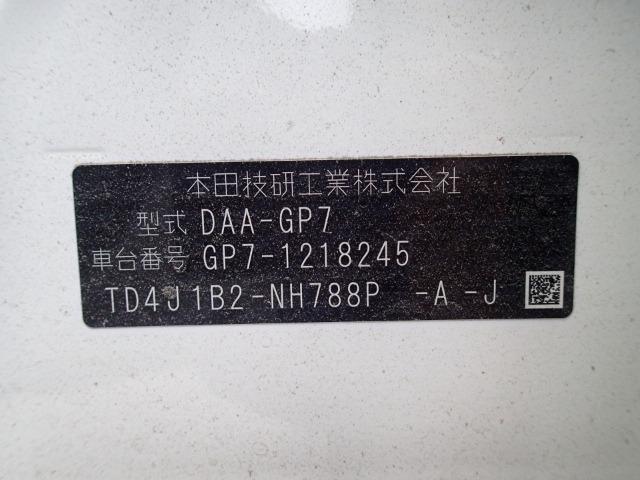 本田技研工業株式会社
型式 DAA-GP7
車台番号 GP7-1218245
TD4J1B2-NH788P -A -J